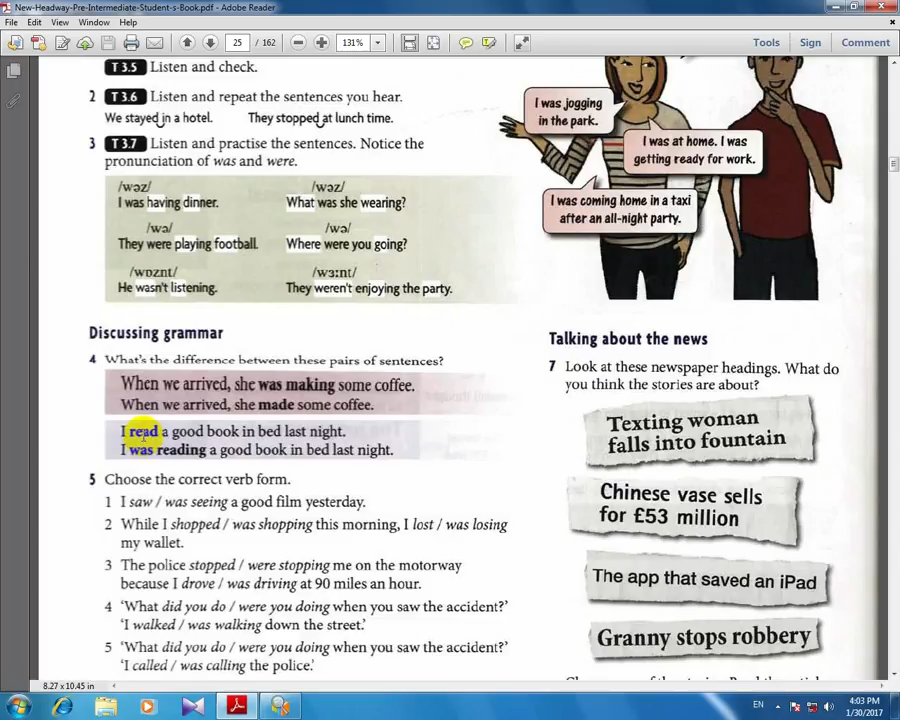 New-Headway-Pre-Intermediate-Student-s-Book.pdf - Adobe Reader
File Edit View Window Help
25 / 162 131% Tools Sign Comment
T 3.5 Listen and check.
2 T 3.6 Listen and repeat the sentences you hear.
We stayed in a hotel. They stopped at lunch time.
3 T 3.7 Listen and practise the sentences. Notice the
pronunciation of was and were.
/wəz/ /wəz/
I was having dinner. What was she wearing?
/wə/ /wə/
They were playing football. Where were you going?
/wɒznt/ /wɜːnt/
He wasn't listening. They weren't enjoying the party.
I was jogging
in the park.
I was at home. I was
getting ready for work.
I was coming home in a taxi
after an all-night party.
Discussing grammar
4 What's the difference between these pairs of sentences?
When we arrived, she was making some coffee.
When we arrived, she made some coffee.
I read a good book in bed last night.
I was reading a good book in bed last night.
5 Choose the correct verb form.
1 I saw / was seeing a good film yesterday.
2 While I shopped / was shopping this morning, I lost / was losing
my wallet.
3 The police stopped / were stopping me on the motorway
because I drove / was driving at 90 miles an hour.
4 'What did you do / were you doing when you saw the accident?'
'I walked / was walking down the street.'
5 'What did you do / were you doing when you saw the accident?'
'I called / was calling the police.'
Talking about the news
7 Look at these newspaper headings. What do
you think the stories are about?
Texting woman
falls into fountain
Chinese vase sells
for £53 million
The app that saved an iPad
Granny stops robbery
8.27 x 10.45 in
EN 4:03 PM
1/30/2017